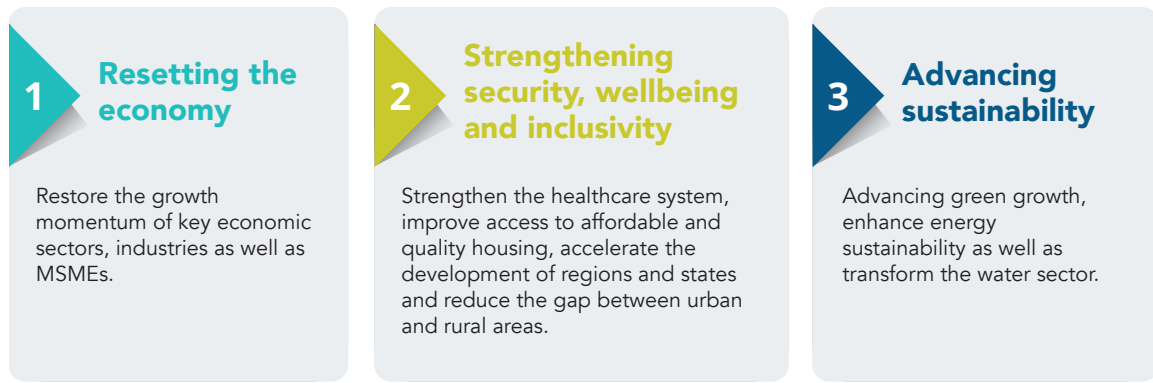 1
Resetting the
economy
Restore the growth
momentum of key economic
sectors, industries as well as
MSMEs.
2
Strengthening
security, wellbeing
and inclusivity
Strengthen the healthcare system,
improve access to affordable and
quality housing, accelerate the
development of regions and states
and reduce the gap between urban
and rural areas.
3
Advancing
sustainability
Advancing green growth,
enhance energy
sustainability as well as
transform the water sector.